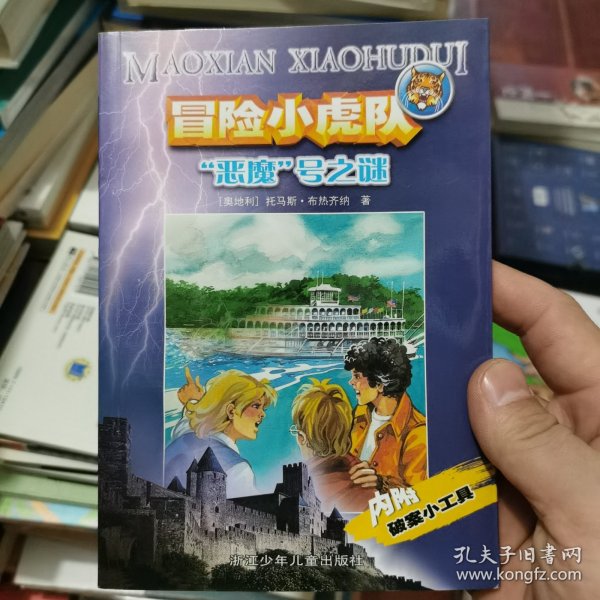 MAOXIAN XIAOHUDUI
冒险小虎队
“恶魔”号之谜
[奥地利] 托马斯·布热齐纳 著
内附
破案小工具
浙江少年儿童出版社
孔夫子旧书网
www.kongfz.com